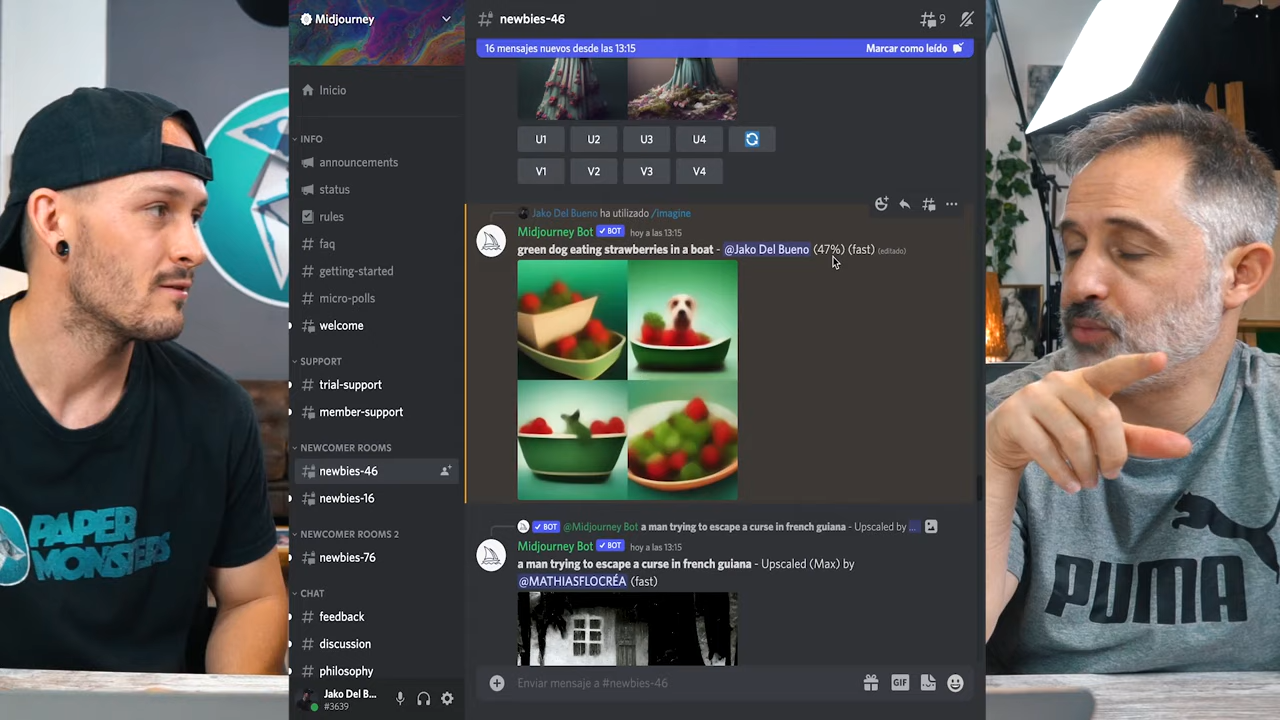 Midjourney
newbies-46
9
16 mensajes nuevos desde las 13:15
Marcar como leído
Inicio
INFO
announcements
status
rules
faq
getting-started
micro-polls
welcome
SUPPORT
trial-support
member-support
NEWCOMER ROOMS
newbies-46
newbies-16
NEWCOMER ROOMS 2
newbies-76
CHAT
feedback
discussion
philosophy
Jako Del B...
#3639
U1 U2 U3 U4
V1 V2 V3 V4
Jako Del Bueno ha utilizado /imagine
Midjourney Bot ✓ BOT hoy a las 13:15
green dog eating strawberries in a boat - @Jako Del Bueno (47%) (fast) (editado)
✓ BOT @Midjourney Bot a man trying to escape a curse in french guiana - Upscaled by ...
Midjourney Bot ✓ BOT hoy a las 13:15
a man trying to escape a curse in french guiana - Upscaled (Max) by
@MATHIASFLOCRÉA (fast)
Enviar mensaje a #newbies-46
GIF
PAPER
MONSTERS
PUMA